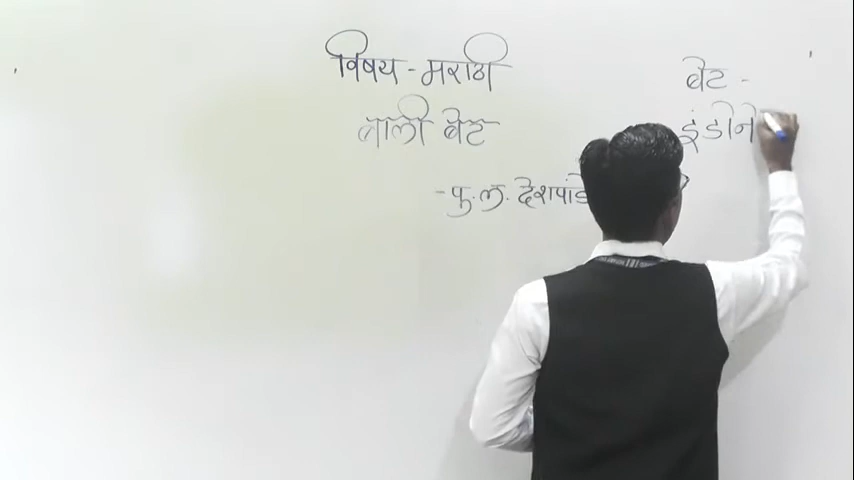 विषय - मराठी
बाली बेट
- पु. ल. देशपांडे
बेट -
इंडोने